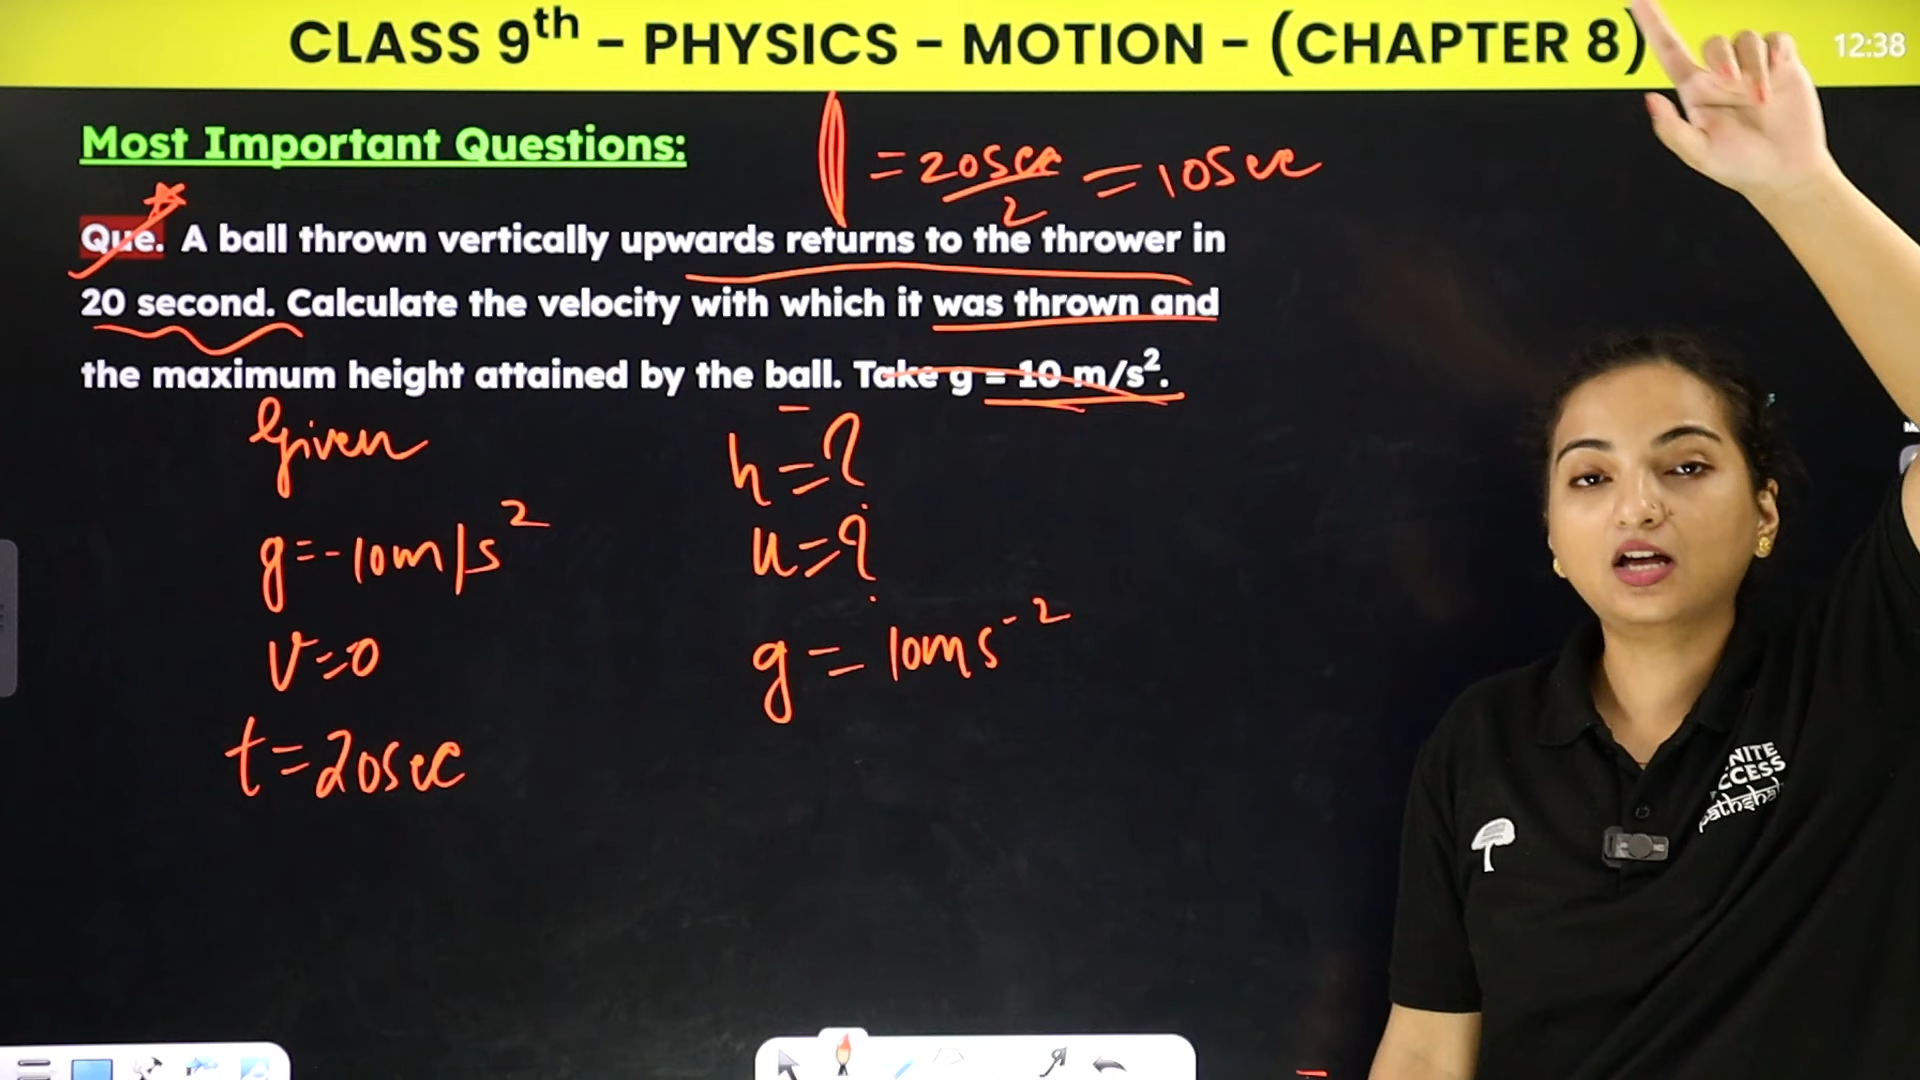 CLASS 9th - PHYSICS - MOTION - (CHAPTER 8)
12:38
Most Important Questions:
= 20sec/2 = 10sec
Que. A ball thrown vertically upwards returns to the thrower in
20 second. Calculate the velocity with which it was thrown and
the maximum height attained by the ball. Take g = 10 m/s².
Given
h=?
g=-10m/s²
u=?
v=0
g = 10ms⁻²
t=20sec